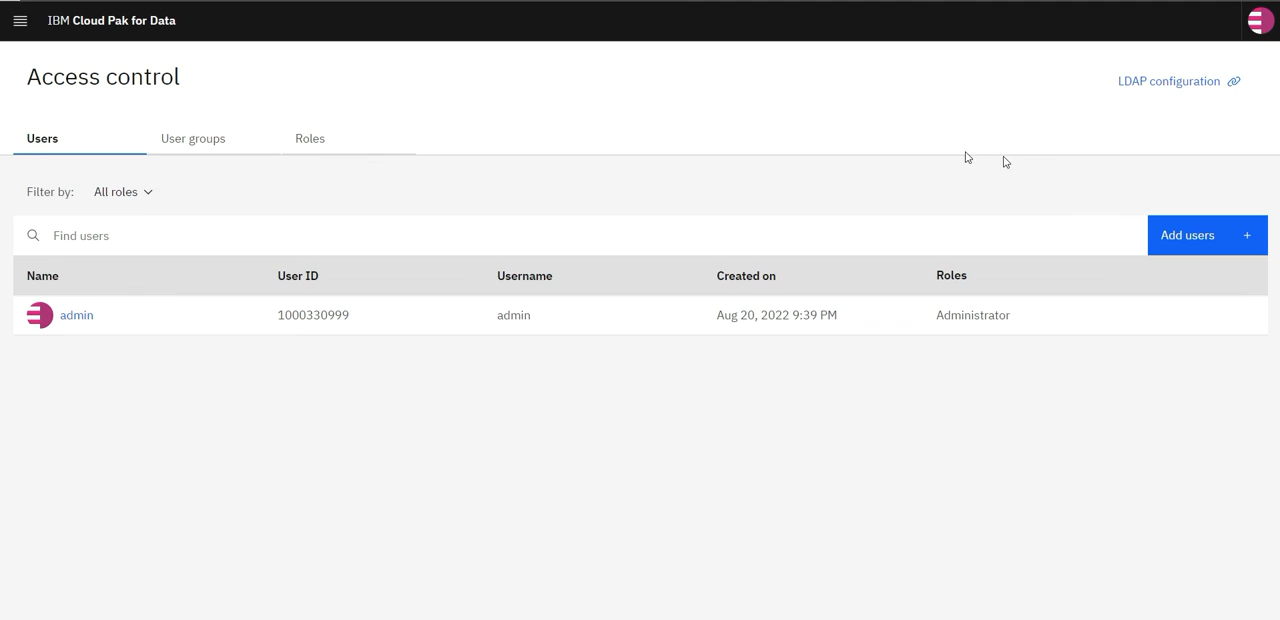 IBM Cloud Pak for Data
Access control
LDAP configuration
Users User groups Roles
Filter by: All roles
Find users
Add users +
Name User ID Username Created on Roles
admin 1000330999 admin Aug 20, 2022 9:39 PM Administrator